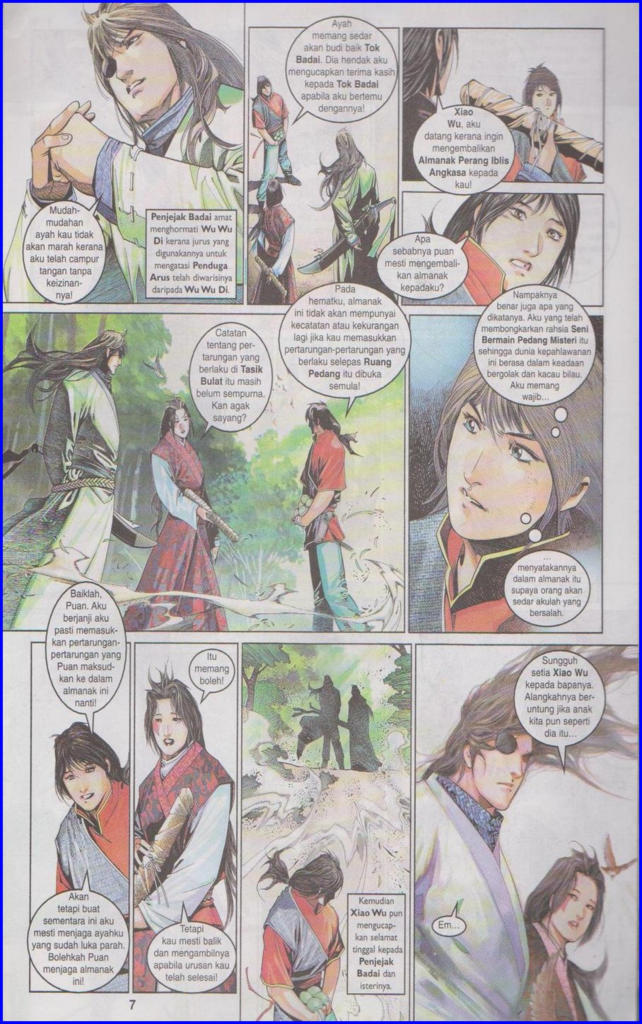 Mudah-
mudahan
ayah kau tidak
akan marah kerana
aku telah campur
tangan tanpa
keizinan-
nya!
Penjejak Badai amat
menghormati Wu Wu
Di kerana jurus yang
digunakannya untuk
mengatasi Penduga
Arus telah diwarisinya
daripada Wu Wu Di.
Ayah
memang sedar
akan budi baik Tok
Badai. Dia hendak aku
mengucapkan terima kasih
kepada Tok Badai
apabila aku bertemu
dengannya!
Xiao
Wu, aku
datang kerana ingin
mengembalikan
Almanak Perang Iblis
Angkasa kepada
kau!
Apa
sebabnya puan
mesti mengembali-
kan almanak
kepadaku?
Catatan
tentang per-
tarungan yang
berlaku di Tasik
Bulat itu masih
belum sempurna.
Kan agak
sayang?
Pada
hematku, almanak
ini tidak mempunyai
kecatatan atau kekurangan
lagi jika kau memasukkan
pertarungan-pertarungan yang
berlaku selepas Ruang
Pedang itu dibuka
semula!
Nampaknya
benar juga apa yang
dikatanya. Aku yang telah
membongkarkan rahsia Seni
Bermain Pedang Misteri itu
sehingga dunia kepahlawanan
ini berasa dalam keadaan
bergolak dan kacau bilau.
Aku memang
wajib...
...
menyatakannya
dalam almanak itu
supaya orang akan
sedar akulah yang
bersalah.
Baiklah,
Puan. Aku
berjanji aku
pasti memasuk-
kan pertarungan-
pertarungan yang
Puan maksud-
kan ke dalam
almanak ini
nanti!
Akan
tetapi buat
sementara ini aku
mesti menjaga ayahku
yang sudah luka parah.
Bolehkah Puan
menjaga almanak
ini!
Itu
memang
boleh!
Tetapi
kau mesti balik
dan mengambilnya
apabila urusan kau
telah selesai!
Kemudian
Xiao Wu pun
mengucap-
kan selamat
tinggal kepada
Penjejak
Badai dan
isterinya.
Sungguh
setia Xiao Wu
kepada bapanya.
Alangkahnya ber-
untung jika anak
kita pun seperti
dia itu...
Em...
7